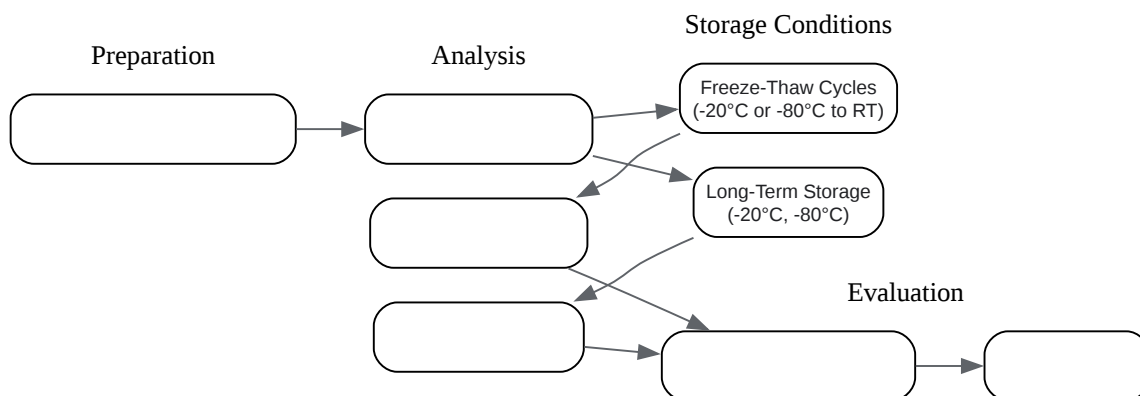 Storage Conditions
Preparation
Analysis
Freeze-Thaw Cycles
(-20°C or -80°C to RT)
Long-Term Storage
(-20°C, -80°C)
Evaluation